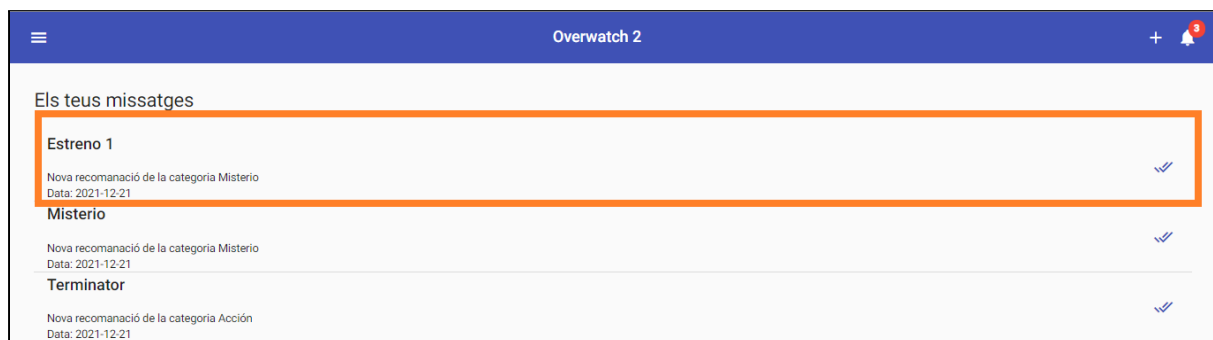 Overwatch 2
3
Els teus missatges
Estreno 1
Nova recomanació de la categoria Misterio
Data: 2021-12-21
Misterio
Nova recomanació de la categoria Misterio
Data: 2021-12-21
Terminator
Nova recomanació de la categoria Acción
Data: 2021-12-21